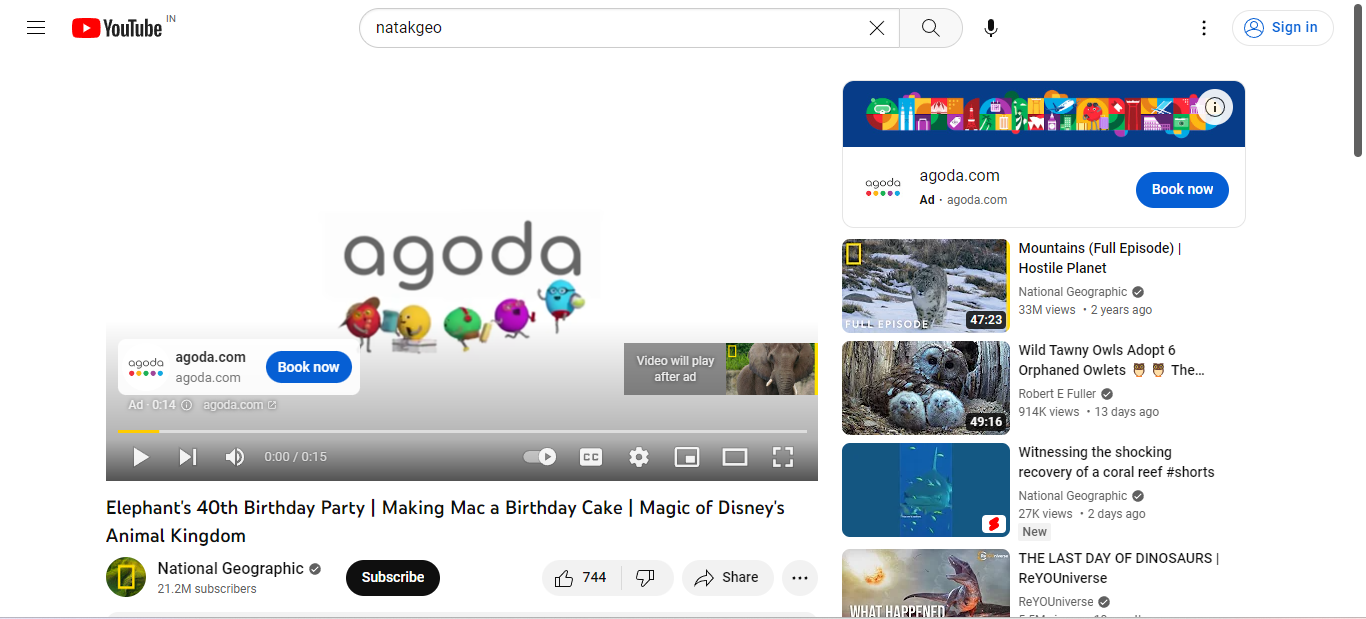 YouTube IN
natakgeo
Sign in
agoda
agoda
agoda.com
agoda.com
Book now
Video will play
after ad
Ad · 0:14
agoda.com
0:00 / 0:15
CC
Elephant's 40th Birthday Party | Making Mac a Birthday Cake | Magic of Disney's
Animal Kingdom
National Geographic
21.2M subscribers
Subscribe
744
Share
agoda
agoda.com
Ad · agoda.com
Book now
FULL EPISODE
47:23
Mountains (Full Episode) |
Hostile Planet
National Geographic
33M views • 2 years ago
49:16
Wild Tawny Owls Adopt 6
Orphaned Owlets 🦉 🦉 The…
Robert E Fuller
914K views • 13 days ago
Witnessing the shocking
recovery of a coral reef #shorts
National Geographic
27K views • 2 days ago
New
WHAT HAPPENED
THE LAST DAY OF DINOSAURS |
ReYOUniverse
ReYOUniverse